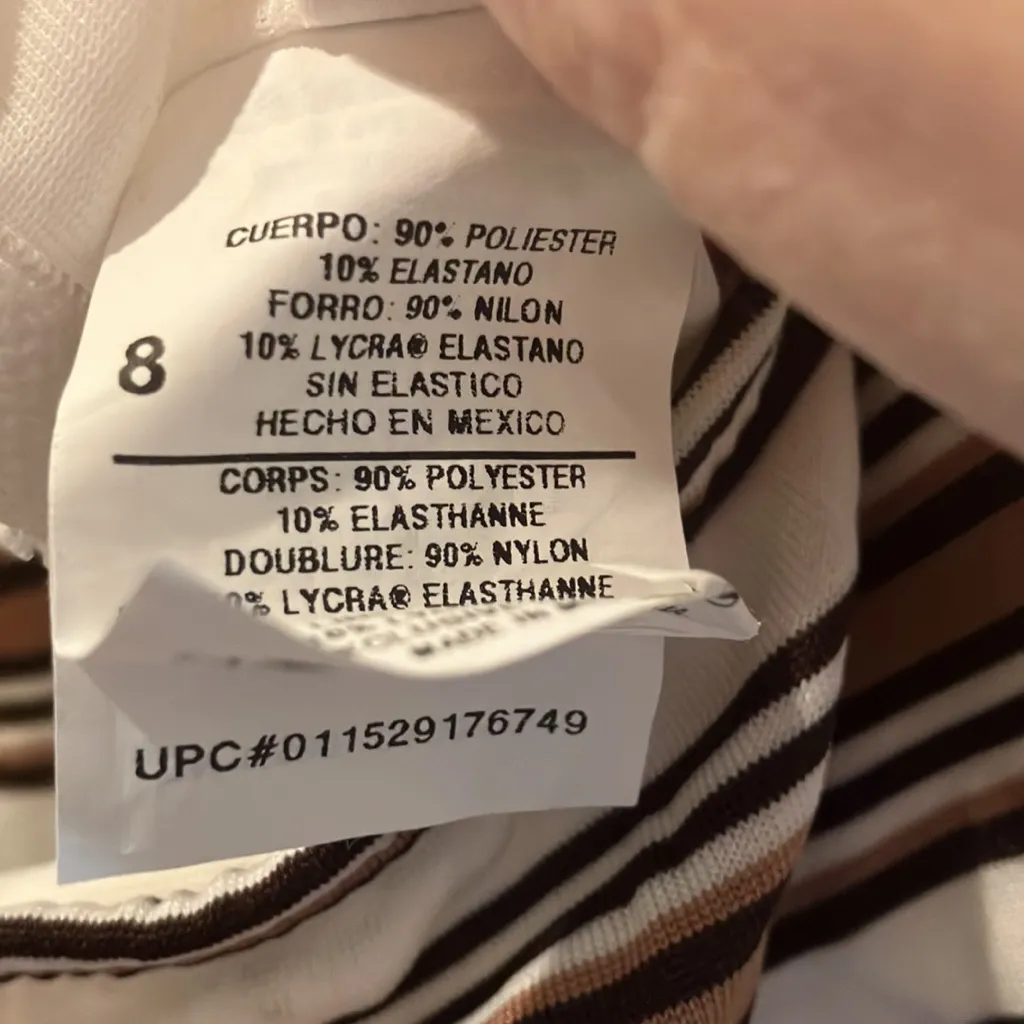 CUERPO: 90% POLIESTER
10% ELASTANO
FORRO: 90% NILON
10% LYCRA® ELASTANO
SIN ELASTICO
HECHO EN MEXICO
8
CORPS: 90% POLYESTER
10% ELASTHANNE
DOUBLURE: 90% NYLON
% LYCRA® ELASTHANNE
UPC#011529176749